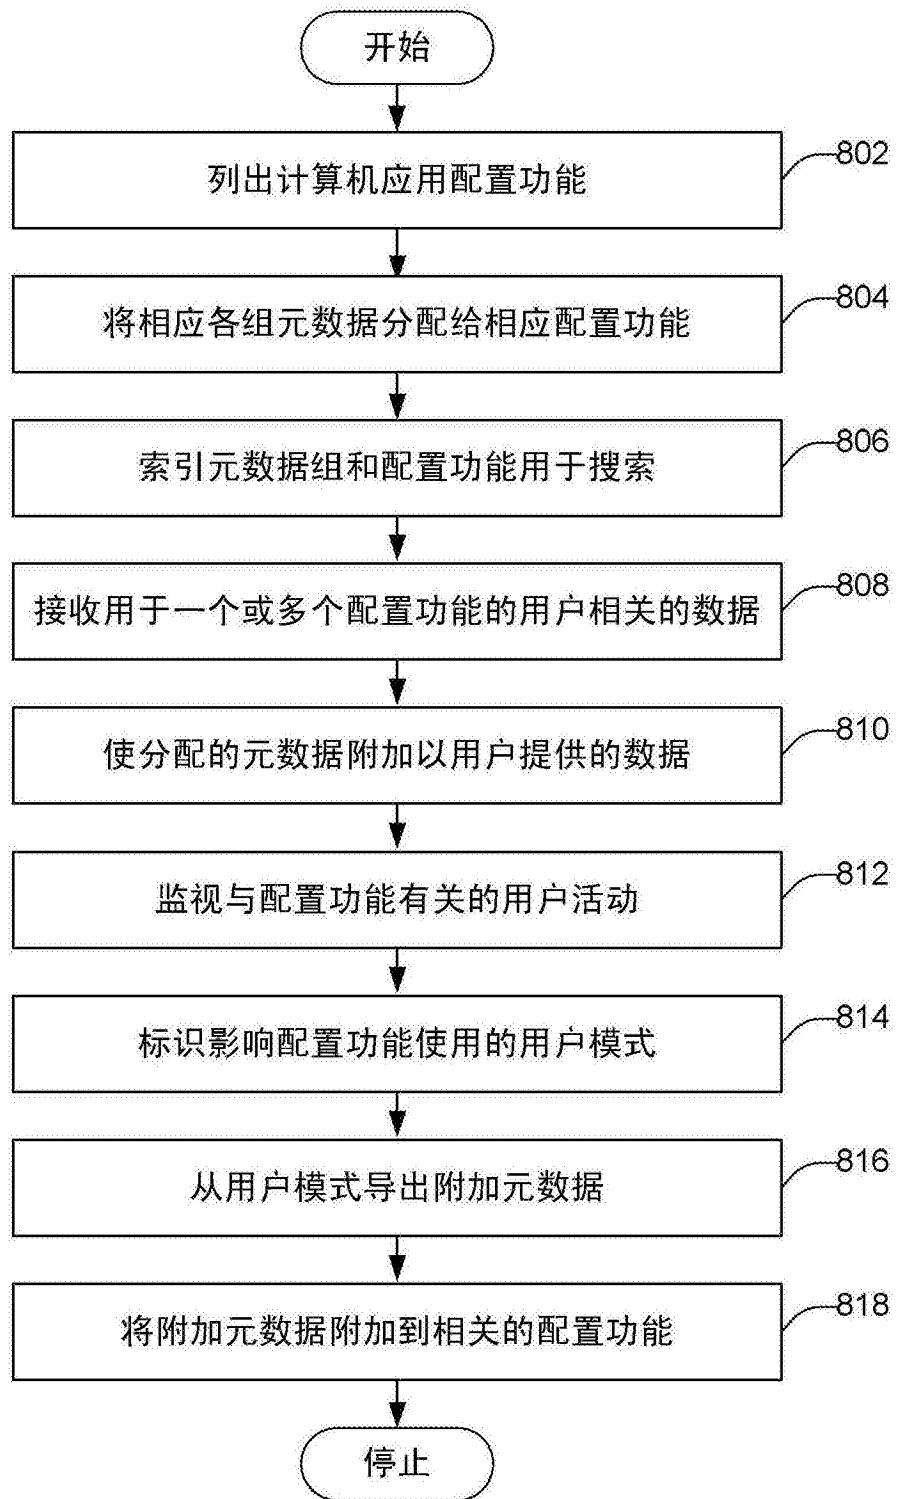 开始
列出计算机应用配置功能
802
将相应各组元数据分配给相应配置功能
804
索引元数据组和配置功能用于搜索
806
接收用于一个或多个配置功能的用户相关的数据
808
使分配的元数据附加以用户提供的数据
810
监视与配置功能有关的用户活动
812
标识影响配置功能使用的用户模式
814
从用户模式导出附加元数据
816
将附加元数据附加到相关的配置功能
818
停止